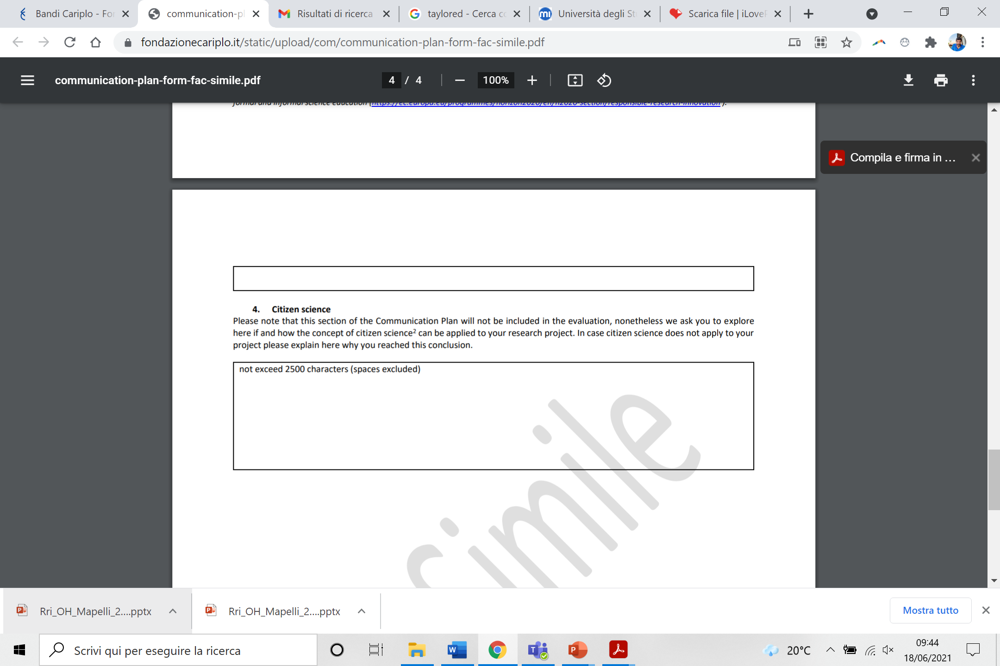 Bandi Cariplo - For
communication-pl
Risultati di ricerca
taylored - Cerca co
Università degli Stu
Scarica file | iLoveP
fondazionecariplo.it/static/upload/com/communication-plan-form-fac-simile.pdf
communication-plan-form-fac-simile.pdf
4 / 4
100%
formal and informal science education (https://ec.europa.eu/programmes/horizon2020/en/h2020-section/responsible-research-innovation ).
Compila e firma in ...
4. Citizen science
Please note that this section of the Communication Plan will not be included in the evaluation, nonetheless we ask you to explore
here if and how the concept of citizen science2 can be applied to your research project. In case citizen science does not apply to your
project please explain here why you reached this conclusion.
not exceed 2500 characters (spaces excluded)
Simile
Rri_OH_Mapelli_2....pptx
Rri_OH_Mapelli_2....pptx
Mostra tutto
Scrivi qui per eseguire la ricerca
20°C
09:44
18/06/2021